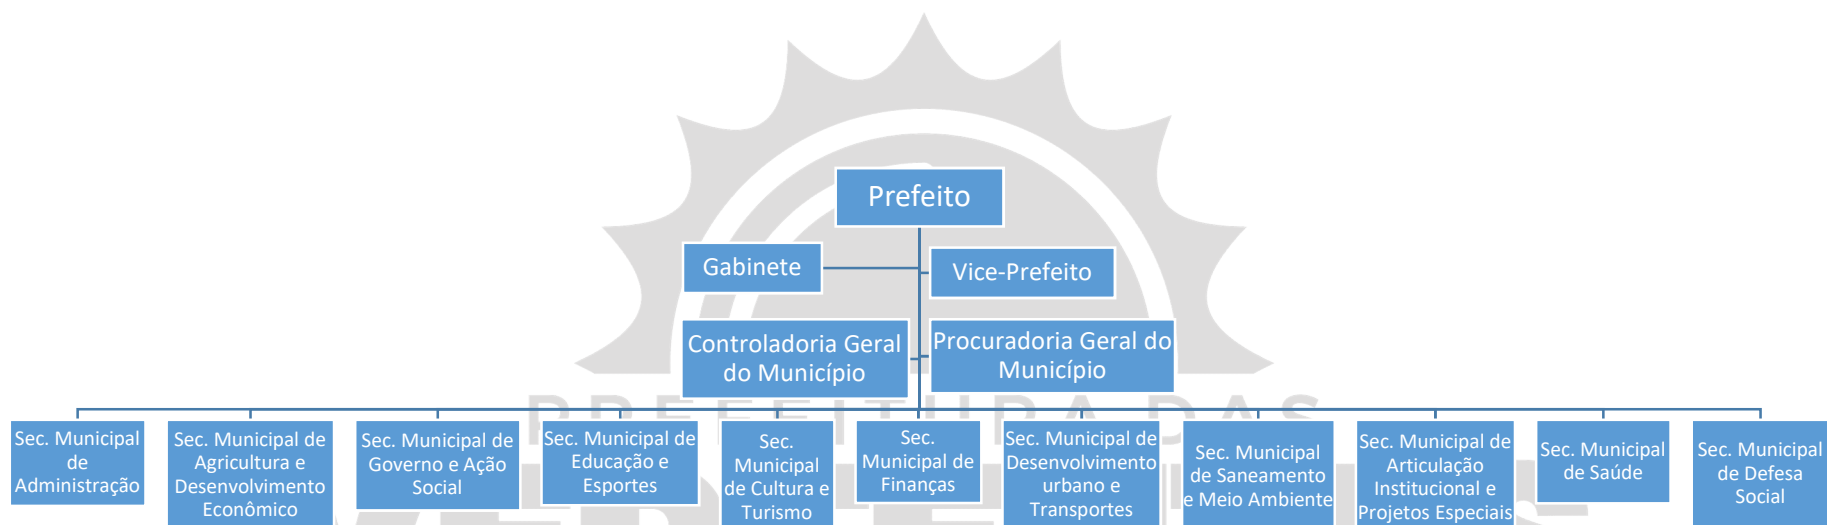 Prefeito
Gabinete
Vice-Prefeito
Controladoria Geral
do Município
Procuradoria Geral do
Município
PREFEITURA DAS
Sec. Municipal
de
Administração
Sec. Municipal de
Agricultura e
Desenvolvimento
Econômico
Sec. Municipal de
Governo e Ação
Social
Sec. Municipal de
Educação e
Esportes
Sec.
Municipal
de Cultura e
Turismo
Sec.
Municipal de
Finanças
Sec. Municipal de
Desenvolvimento
urbano e
Transportes
Sec. Municipal
de Saneamento
e Meio Ambiente
Sec. Municipal de
Articulação
Institucional e
Projetos Especiais
Sec. Municipal
de Saúde
Sec. Municipal
de Defesa
Social